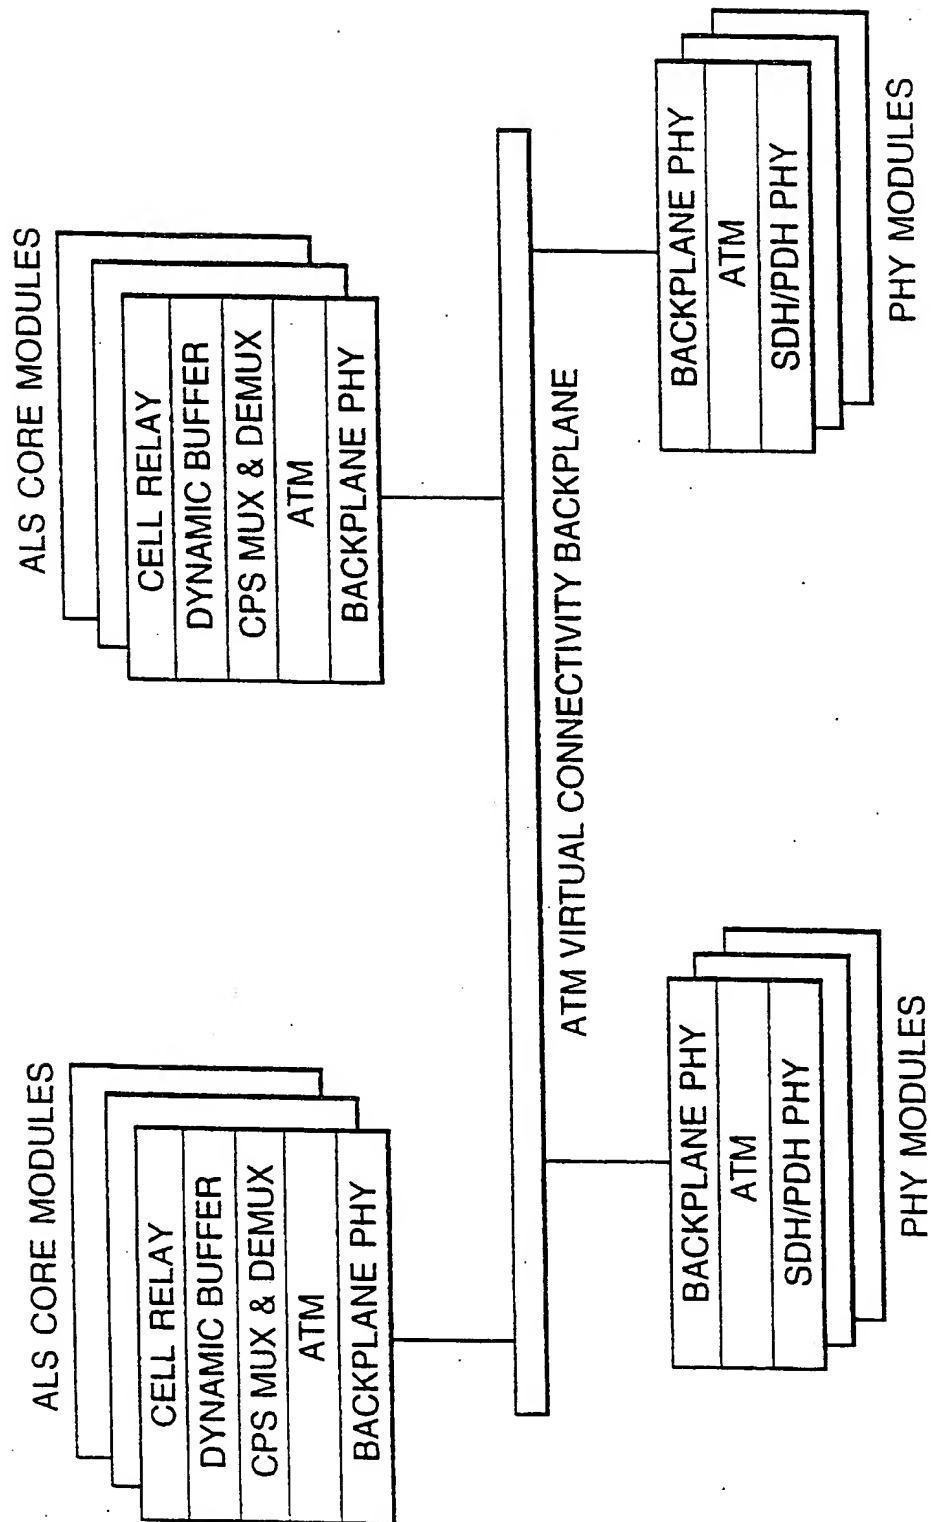 ALS CORE MODULES
CELL RELAY
DYNAMIC BUFFER
CPS MUX & DEMUX
ATM
BACKPLANE PHY
ALS CORE MODULES
CELL RELAY
DYNAMIC BUFFER
CPS MUX & DEMUX
ATM
BACKPLANE PHY
ATM VIRTUAL CONNECTIVITY BACKPLANE
BACKPLANE PHY
ATM
SDH/PDH PHY
PHY MODULES
BACKPLANE PHY
ATM
SDH/PDH PHY
PHY MODULES